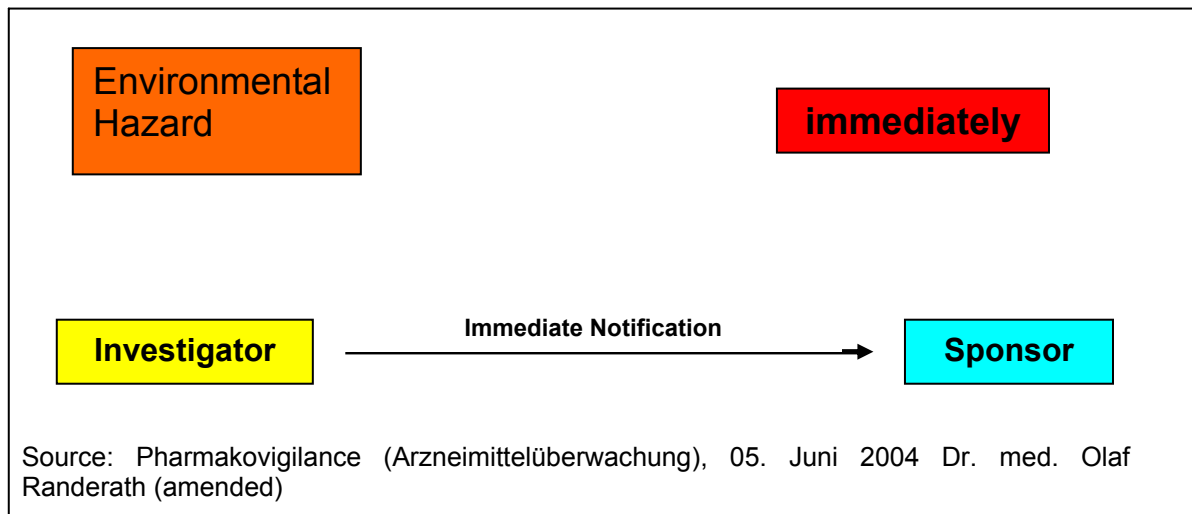 Environmental
Hazard
immediately
Immediate Notification
Investigator
Sponsor
Source: Pharmakovigilance (Arzneimittelüberwachung), 05. Juni 2004 Dr. med. Olaf
Randerath (amended)